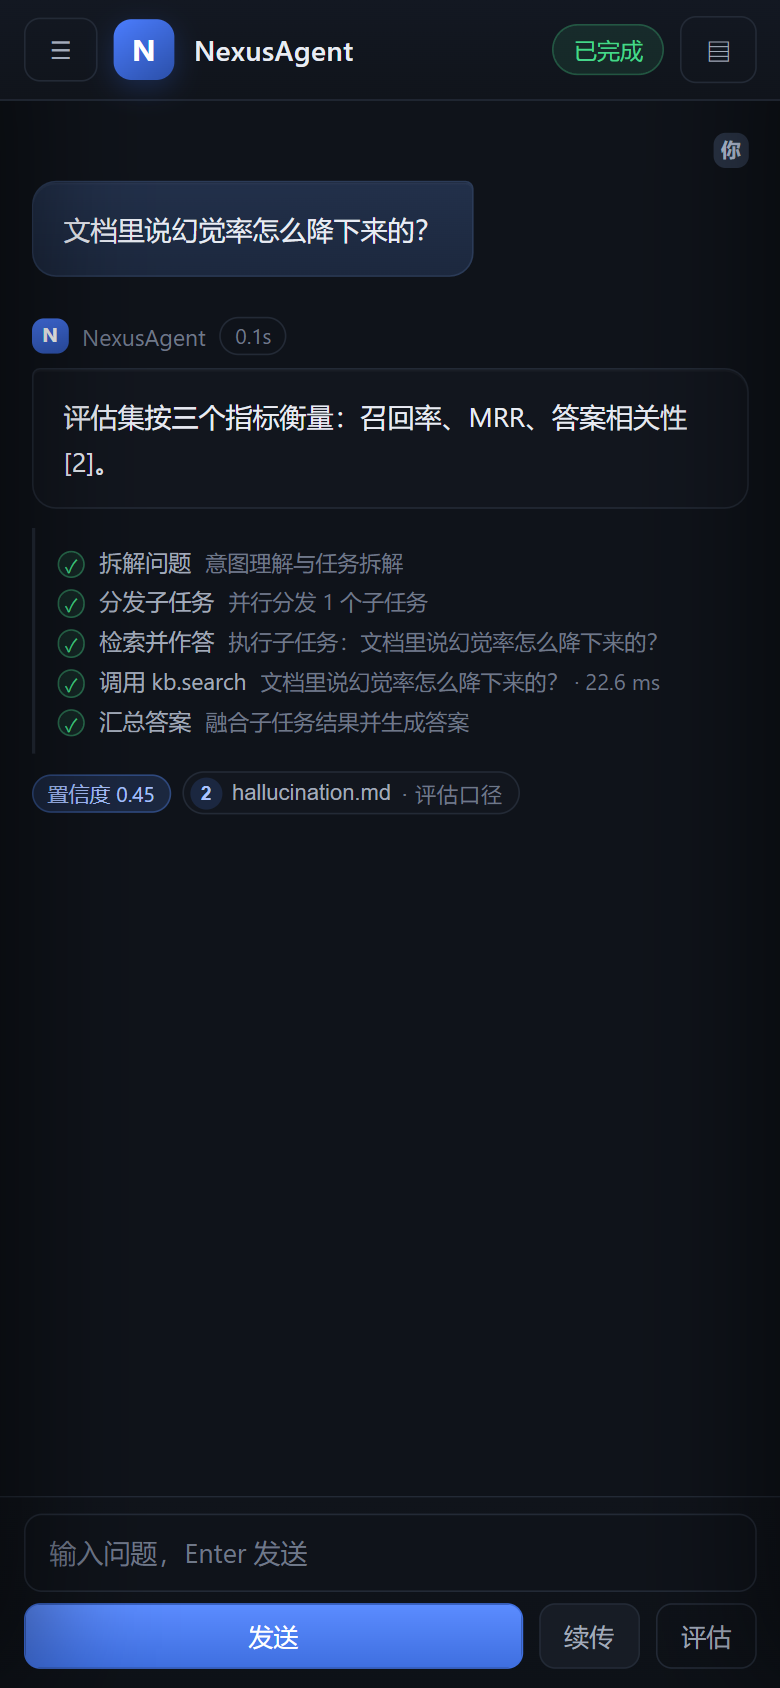 ☰ N NexusAgent 已完成 ▤
你
文档里说幻觉率怎么降下来的？
N NexusAgent 0.1s
评估集按三个指标衡量：召回率、MRR、答案相关性
[2]。
✓ 拆解问题 意图理解与任务拆解
✓ 分发子任务 并行分发 1 个子任务
✓ 检索并作答 执行子任务：文档里说幻觉率怎么降下来的？
✓ 调用 kb.search 文档里说幻觉率怎么降下来的？ · 22.6 ms
✓ 汇总答案 融合子任务结果并生成答案
置信度 0.45 2 hallucination.md · 评估口径
输入问题，Enter 发送
发送 续传 评估